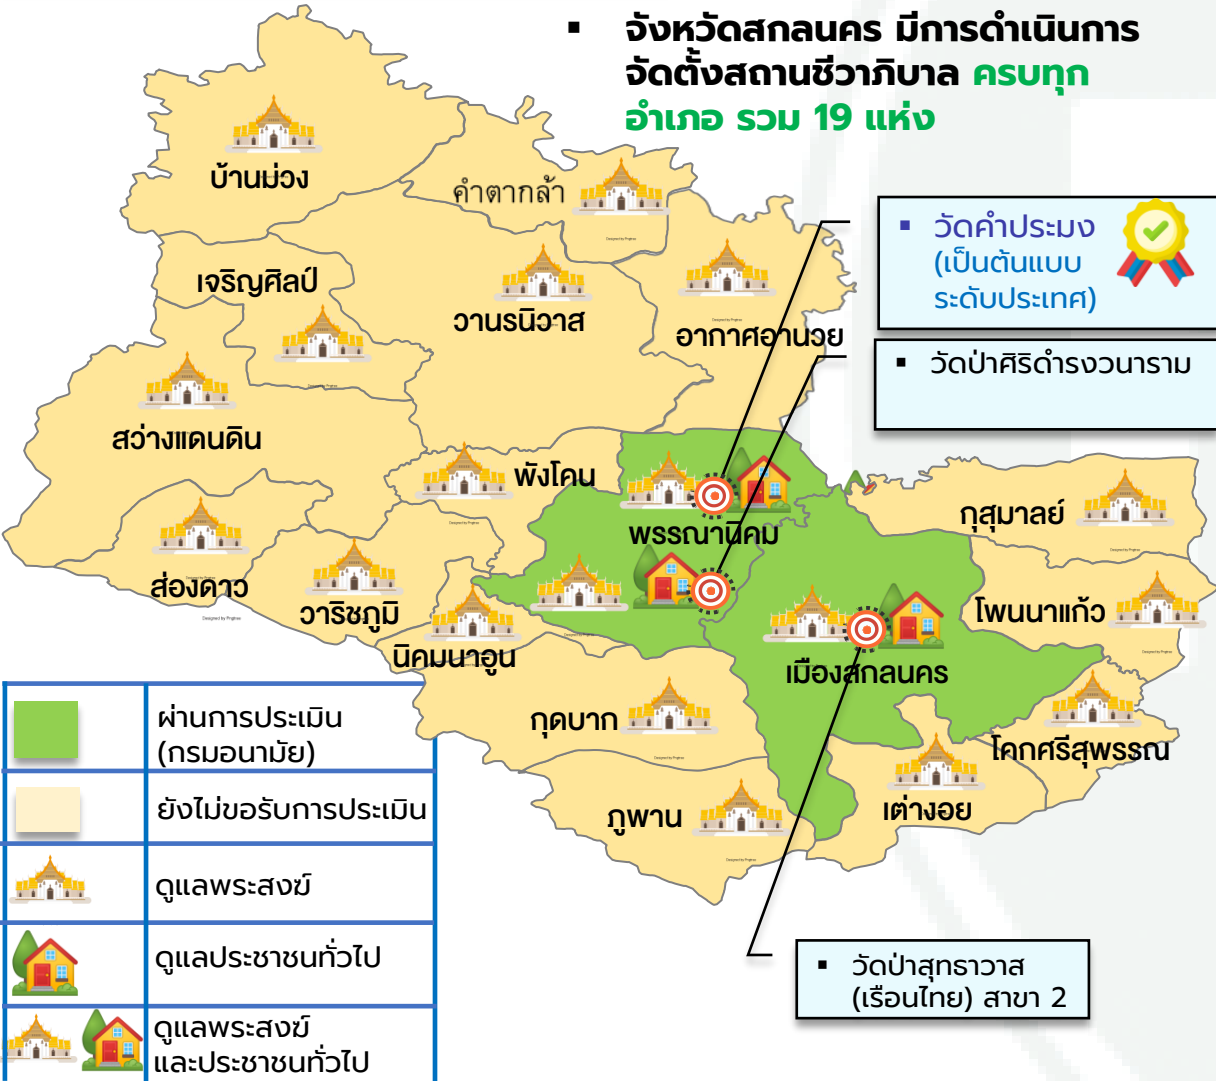 ▪ จังหวัดสกลนคร มีการดำเนินการ
จัดตั้งสถานชีวาภิบาล ครบทุก
อำเภอ รวม 19 แห่ง
บ้านม่วง
คำตากล้า
▪ วัดคำประมง
(เป็นต้นแบบ
ระดับประเทศ)
เจริญศิลป์
วานรนิวาส
อากาศอำนวย
▪ วัดป่าศิริดำรงวนาราม
สว่างแดนดิน
พังโคน
พรรณานิคม
กุสุมาลย์
ส่องดาว
วาริชภูมิ
โพนนาแก้ว
นิคมนาอูน
เมืองสกลนคร
กุดบาก
โคกศรีสุพรรณ
ภูพาน
เต่างอย
ผ่านการประเมิน
(กรมอนามัย)
ยังไม่ขอรับการประเมิน
ดูแลพระสงฆ์
ดูแลประชาชนทั่วไป
ดูแลพระสงฆ์
และประชาชนทั่วไป
▪ วัดป่าสุทธาวาส
(เรือนไทย) สาขา 2